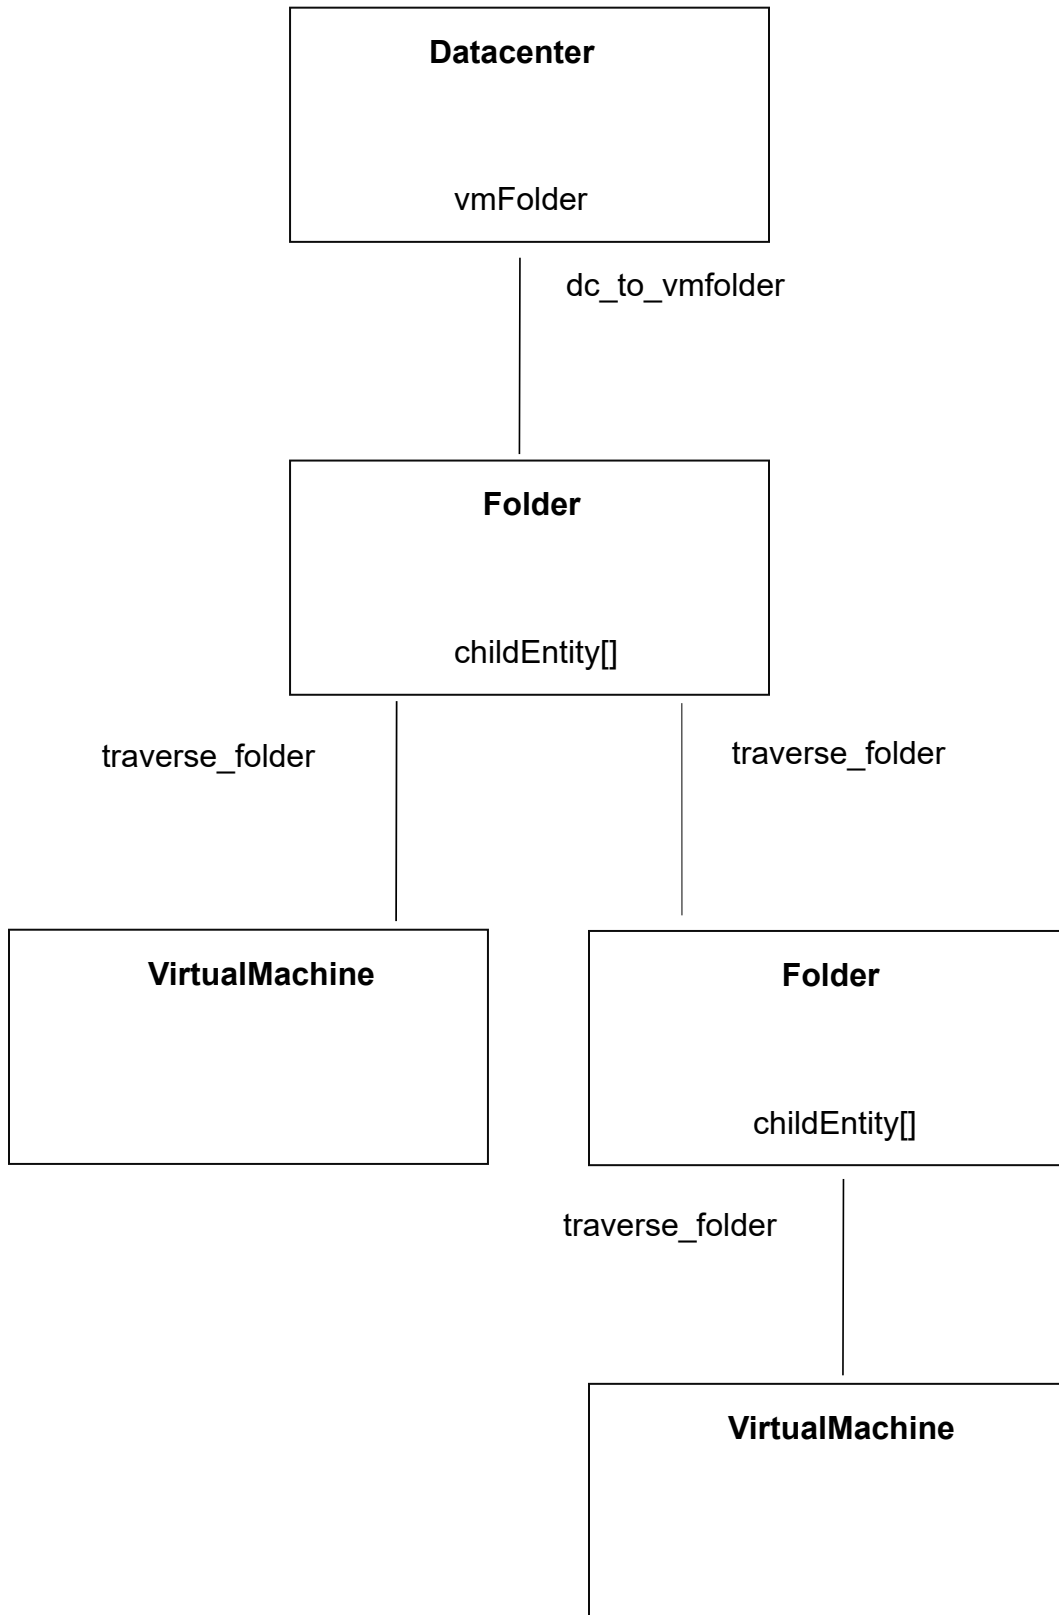 Datacenter
vmFolder
dc_to_vmfolder
Folder
childEntity[]
traverse_folder
traverse_folder
VirtualMachine
Folder
childEntity[]
traverse_folder
VirtualMachine